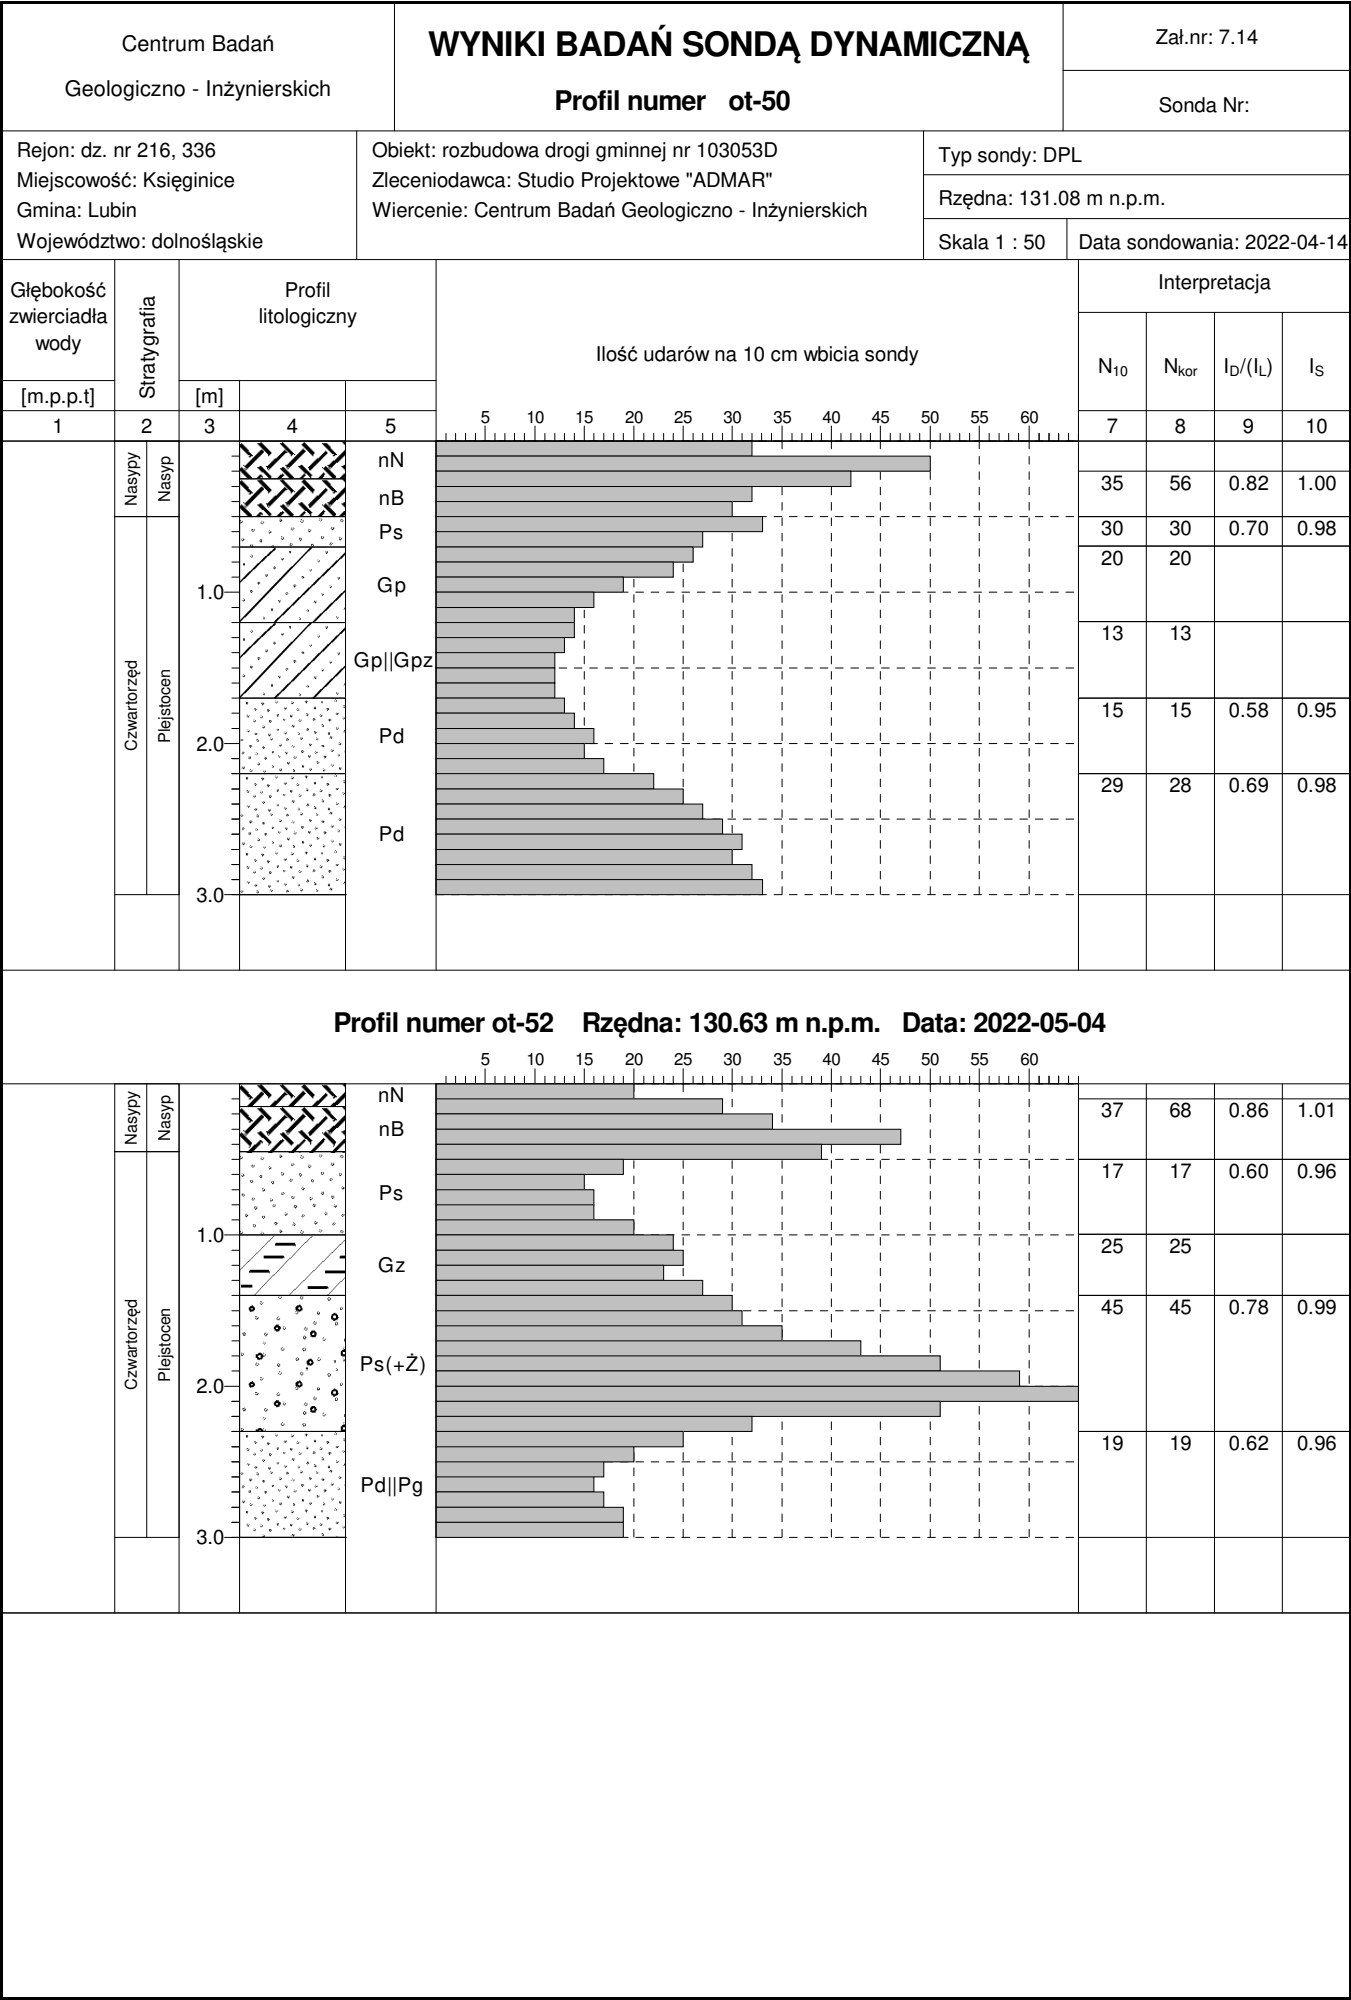 Centrum Badań
Geologiczno - Inżynierskich
WYNIKI BADAŃ SONDĄ DYNAMICZNĄ
Profil numer ot-50
Zał.nr: 7.14
Sonda Nr:
Rejon: dz. nr 216, 336
Miejscowość: Księginice
Gmina: Lubin
Województwo: dolnośląskie
Obiekt: rozbudowa drogi gminnej nr 103053D
Zleceniodawca: Studio Projektowe "ADMAR"
Wiercenie: Centrum Badań Geologiczno - Inżynierskich
Typ sondy: DPL
Rzędna: 131.08 m n.p.m.
Skala 1 : 50
Data sondowania: 2022-04-14
Głębokość
zwierciadła
wody
[m.p.p.t]
Stratygrafia
Profil
litologiczny
[m]
Ilość udarów na 10 cm wbicia sondy
Interpretacja
N10 Nkor ID/(IL) IS
5 10 15 20 25 30 35 40 45 50 55 60
1 2 3 4 5 7 8 9 10
Nasypy Nasyp
nN
nB
35 56 0.82 1.00
Ps
30 30 0.70 0.98
Gp
20 20
1.0
Gp||Gpz
13 13
Czwartorzęd Plejstocen
Pd
15 15 0.58 0.95
2.0
Pd
29 28 0.69 0.98
3.0
Profil numer ot-52 Rzędna: 130.63 m n.p.m. Data: 2022-05-04
5 10 15 20 25 30 35 40 45 50 55 60
Nasypy Nasyp
nN
nB
37 68 0.86 1.01
Ps
17 17 0.60 0.96
1.0
Gz
25 25
Czwartorzęd Plejstocen
Ps(+Ż)
45 45 0.78 0.99
2.0
Pd||Pg
19 19 0.62 0.96
3.0